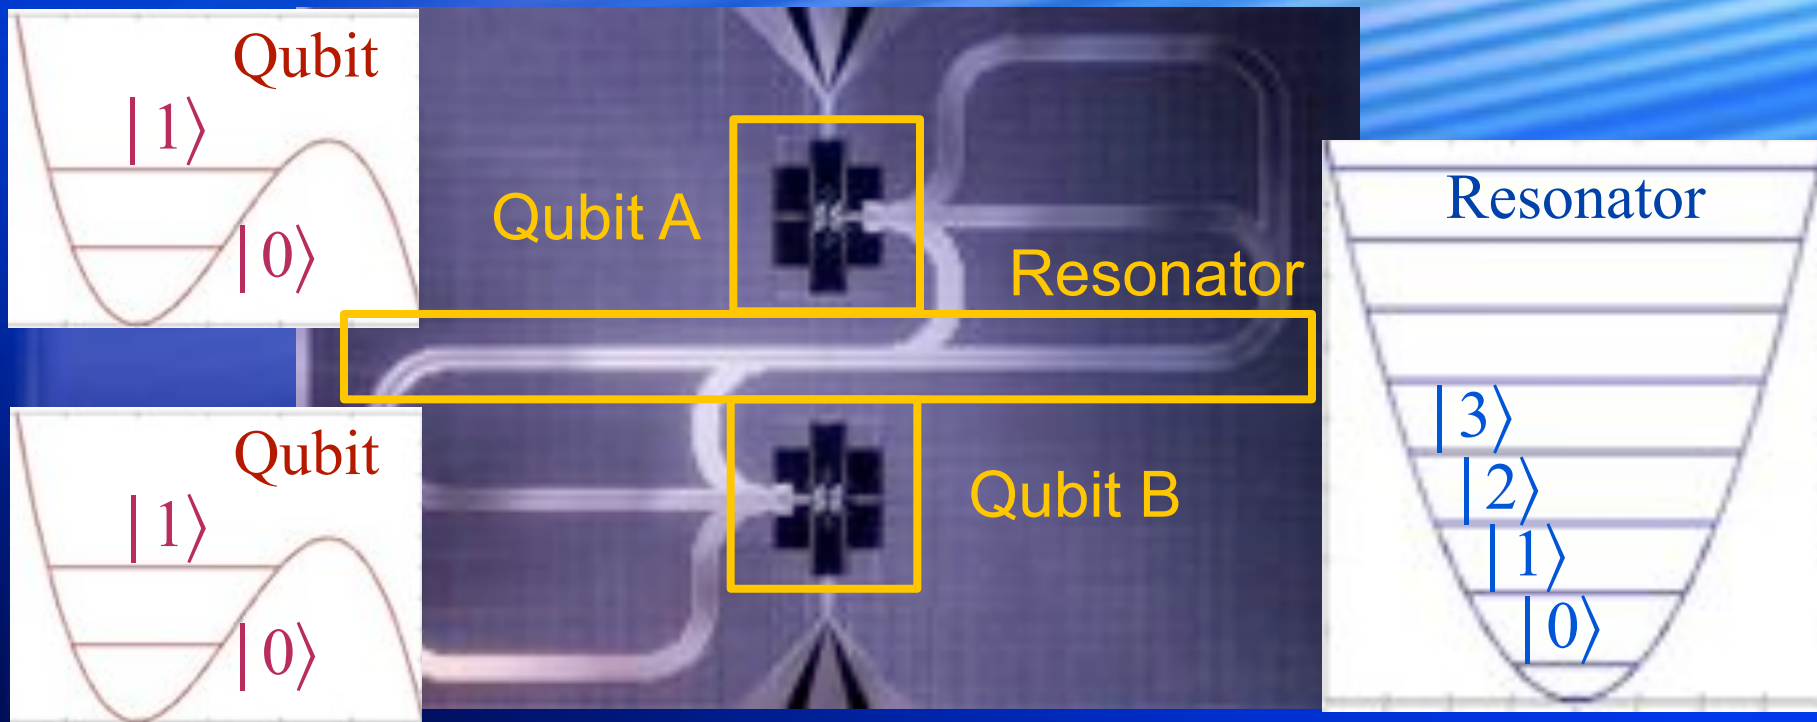 Qubit
|1⟩
|0⟩
Qubit A
Resonator
Resonator
Qubit
|1⟩
|0⟩
Qubit B
|3⟩
|2⟩
|1⟩
|0⟩